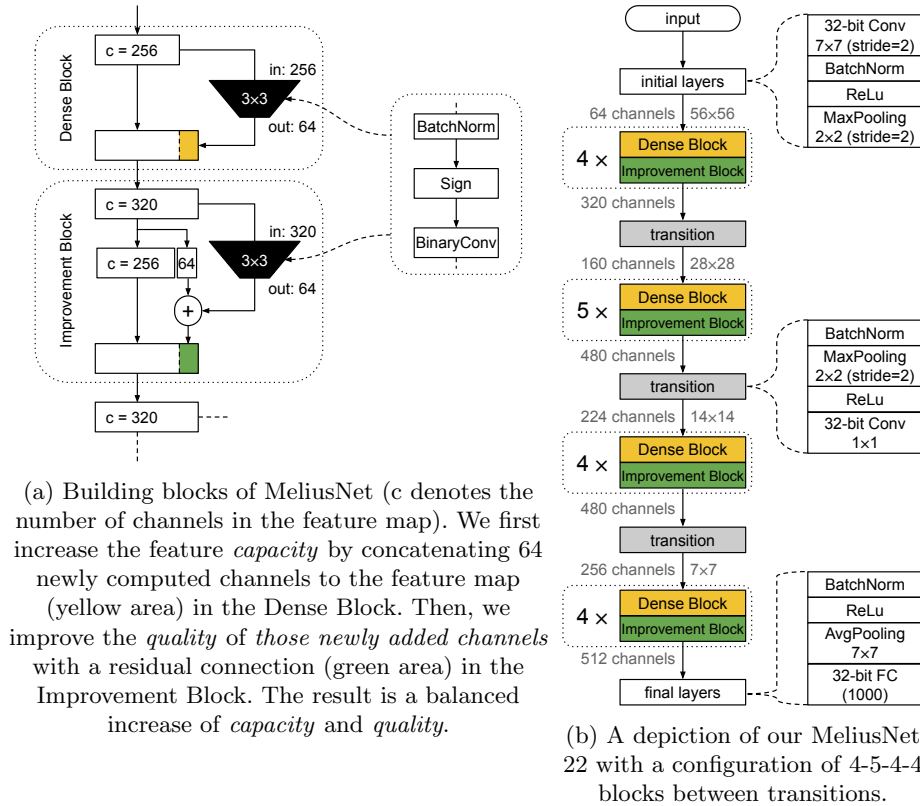 Dense Block
c = 256
in: 256
3×3
out: 64
Improvement Block
c = 320
in: 320
c = 256
64
3×3
out: 64
+
c = 320
BatchNorm
Sign
BinaryConv
(a) Building blocks of MeliusNet (c denotes the
number of channels in the feature map). We first
increase the feature capacity by concatenating 64
newly computed channels to the feature map
(yellow area) in the Dense Block. Then, we
improve the quality of those newly added channels
with a residual connection (green area) in the
Improvement Block. The result is a balanced
increase of capacity and quality.
input
initial layers
64 channels 56×56
4 ×
Dense Block
Improvement Block
320 channels
transition
160 channels 28×28
5 ×
Dense Block
Improvement Block
480 channels
transition
224 channels 14×14
4 ×
Dense Block
Improvement Block
480 channels
transition
256 channels 7×7
4 ×
Dense Block
Improvement Block
512 channels
final layers
32-bit Conv
7×7 (stride=2)
BatchNorm
ReLu
MaxPooling
2×2 (stride=2)
BatchNorm
MaxPooling
2×2 (stride=2)
ReLu
32-bit Conv
1×1
BatchNorm
ReLu
AvgPooling
7×7
32-bit FC
(1000)
(b) A depiction of our MeliusNet
22 with a configuration of 4-5-4-4
blocks between transitions.